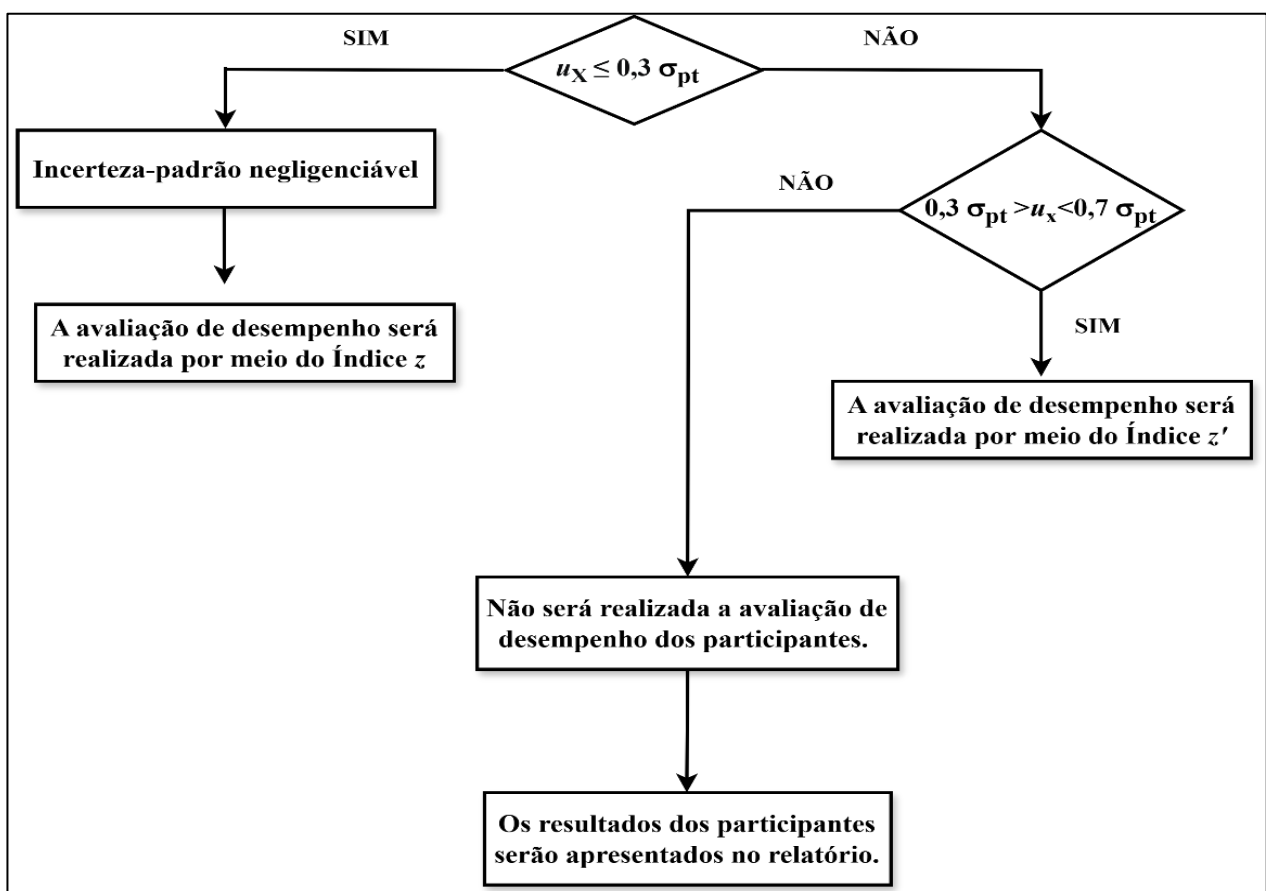 SIM
NÃO
u_X ≤ 0,3 σ_pt
Incerteza-padrão negligenciável
NÃO
0,3 σ_pt >u_x<0,7 σ_pt
A avaliação de desempenho será
realizada por meio do Índice z
SIM
A avaliação de desempenho será
realizada por meio do Índice z'
Não será realizada a avaliação de
desempenho dos participantes.
Os resultados dos participantes
serão apresentados no relatório.